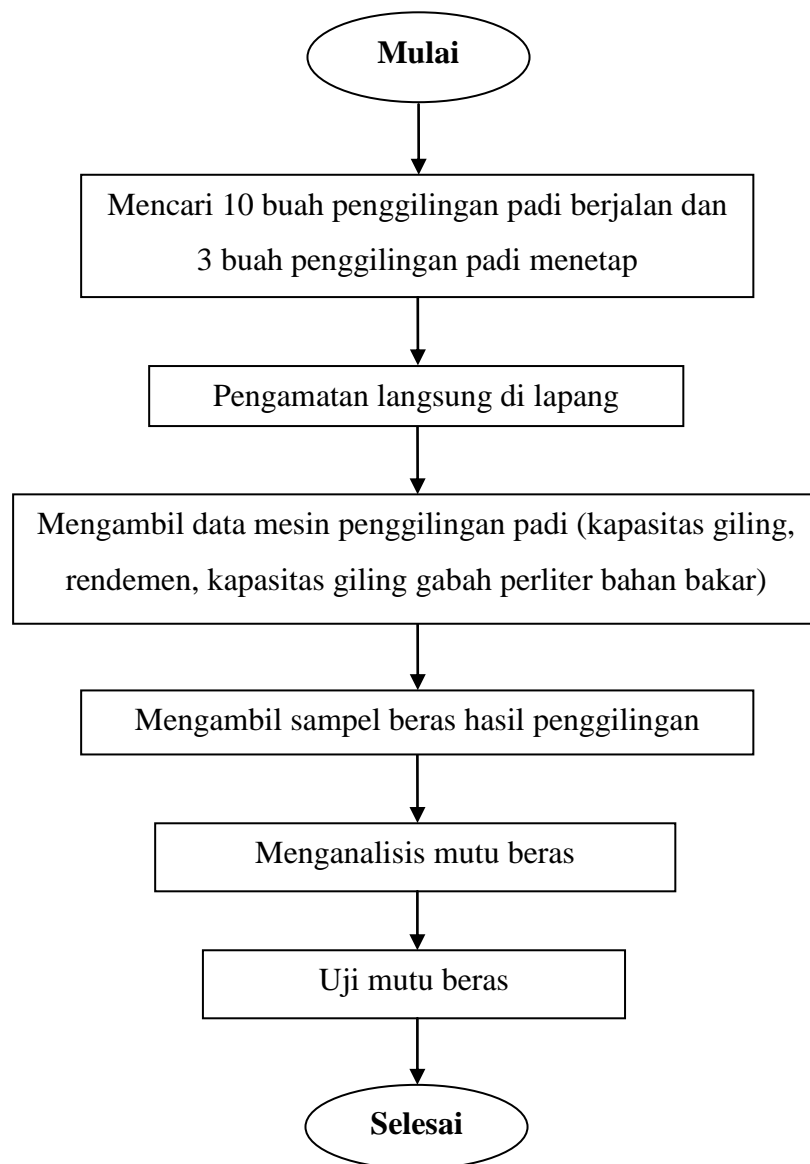 Mulai
Mencari 10 buah penggilingan padi berjalan dan
3 buah penggilingan padi menetap
Pengamatan langsung di lapang
Mengambil data mesin penggilingan padi (kapasitas giling,
rendemen, kapasitas giling gabah perliter bahan bakar)
Mengambil sampel beras hasil penggilingan
Menganalisis mutu beras
Uji mutu beras
Selesai